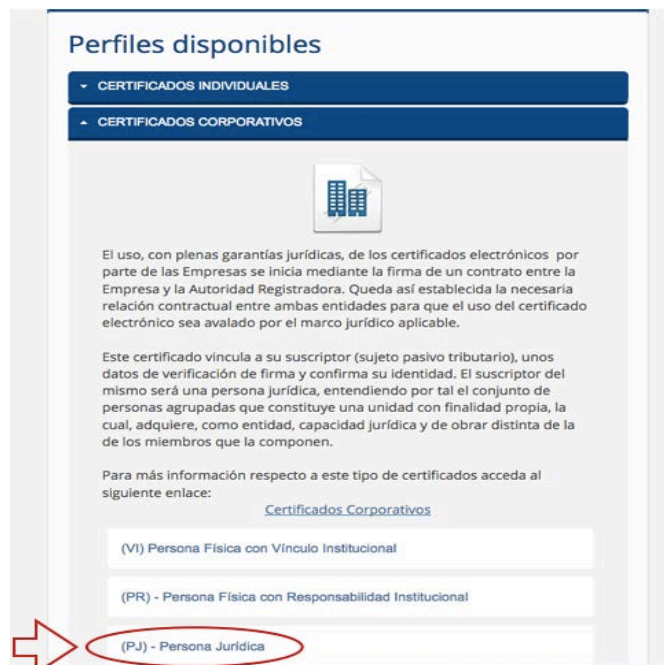 Perfiles disponibles
CERTIFICADOS INDIVIDUALES
CERTIFICADOS CORPORATIVOS
El uso, con plenas garantías jurídicas, de los certificados electrónicos por
parte de las Empresas se inicia mediante la firma de un contrato entre la
Empresa y la Autoridad Registradora. Queda así establecida la necesaria
relación contractual entre ambas entidades para que el uso del certificado
electrónico sea avalado por el marco jurídico aplicable.
Este certificado vincula a su suscriptor (sujeto pasivo tributario), unos
datos de verificación de firma y confirma su identidad. El suscriptor del
mismo será una persona jurídica, entendiendo por tal el conjunto de
personas agrupadas que constituye una unidad con finalidad propia, la
cual, adquiere, como entidad, capacidad jurídica y de obrar distinta de la
de los miembros que la componen.
Para más información respecto a este tipo de certificados acceda al
siguiente enlace:
Certificados Corporativos
(VI) Persona Física con Vínculo Institucional
(PR) - Persona Física con Responsabilidad Institucional
(PJ) - Persona Jurídica